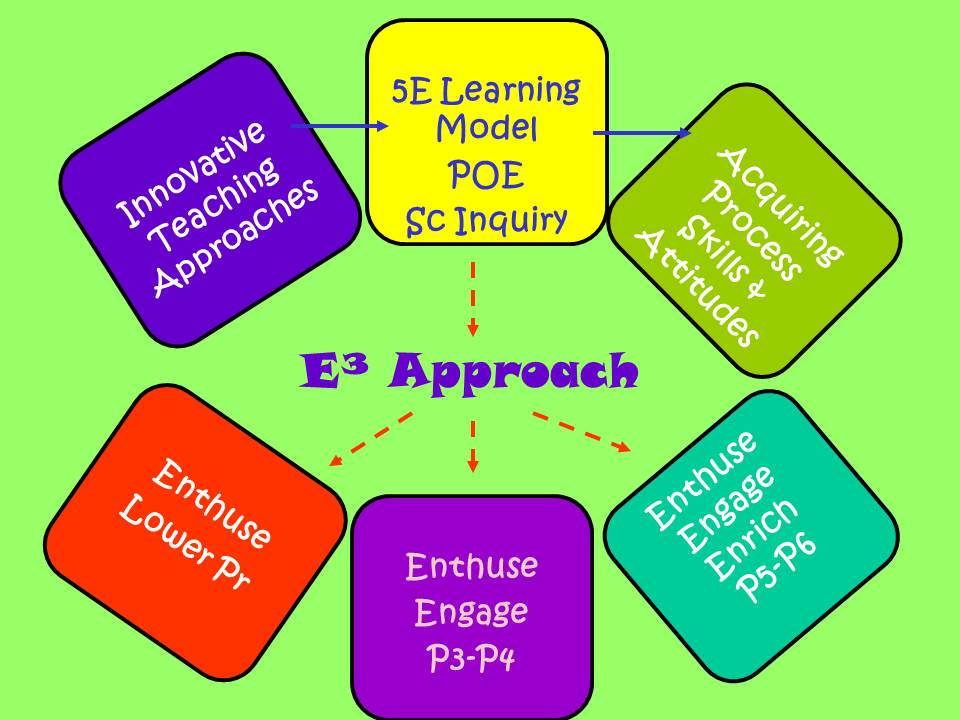 Innovative
Teaching
Approaches
5E Learning
Model
POE
Sc Inquiry
Acquiring
Process
Skills &
Attitudes
E³ Approach
Enthuse
Lower Pr
Enthuse
Engage
P3-P4
Enthuse
Engage
Enrich
P5-P6